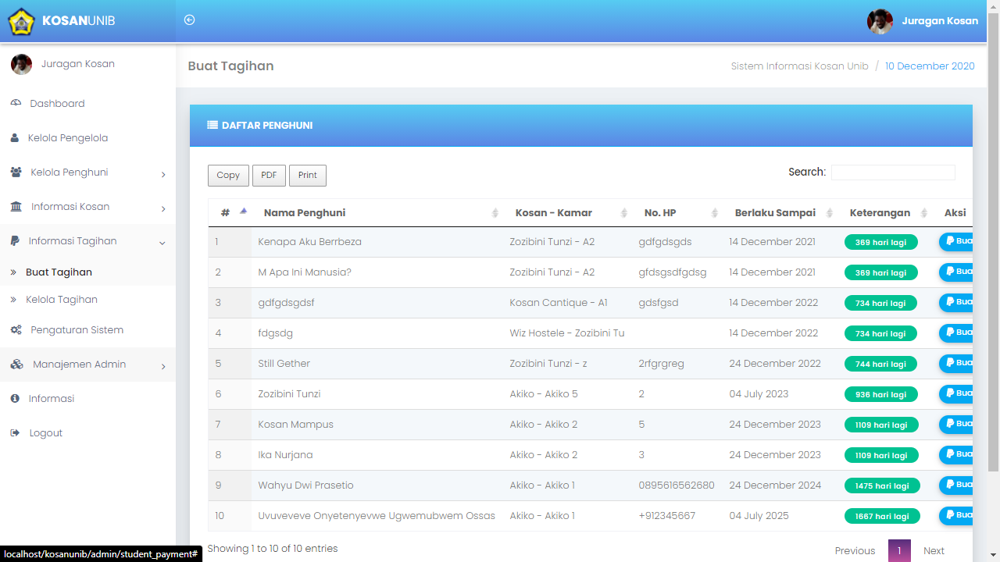 KOSANUNIB
Juragan Kosan
Juragan Kosan
Buat Tagihan
Sistem Informasi Kosan Unib / 10 December 2020
Dashboard
Kelola Pengelola
Kelola Penghuni
Informasi Kosan
Informasi Tagihan
Buat Tagihan
Kelola Tagihan
Pengaturan Sistem
Manajemen Admin
Informasi
Logout
DAFTAR PENGHUNI
Copy PDF Print
Search:
# Nama Penghuni Kosan - Kamar No. HP Berlaku Sampai Keterangan Aksi
1 Kenapa Aku Berrbeza Zozibini Tunzi - A2 gdfgdsgds 14 December 2021 369 hari lagi Bua
2 M Apa Ini Manusia? Zozibini Tunzi - A2 gfdsgsdfgdsg 14 December 2021 369 hari lagi Bua
3 gdfgdsgdsf Kosan Cantique - A1 gdsfgsd 14 December 2022 734 hari lagi Bua
4 fdgsdg Wiz Hostele - Zozibini Tu 14 December 2022 734 hari lagi Bua
5 Still Gether Zozibini Tunzi - z 2rfgrgreg 24 December 2022 744 hari lagi Bua
6 Zozibini Tunzi Akiko - Akiko 5 2 04 July 2023 936 hari lagi Bua
7 Kosan Mampus Akiko - Akiko 2 5 24 December 2023 1109 hari lagi Bua
8 Ika Nurjana Akiko - Akiko 2 3 24 December 2023 1109 hari lagi Bua
9 Wahyu Dwi Prasetio Akiko - Akiko 1 0895616562680 24 December 2024 1475 hari lagi Bua
10 Uvuveveve Onyetenyevwe Ugwemubwem Ossas Akiko - Akiko 1 +912345667 04 July 2025 1667 hari lagi Bua
Showing 1 to 10 of 10 entries
Previous 1 Next
localhost/kosanunib/admin/student_payment#